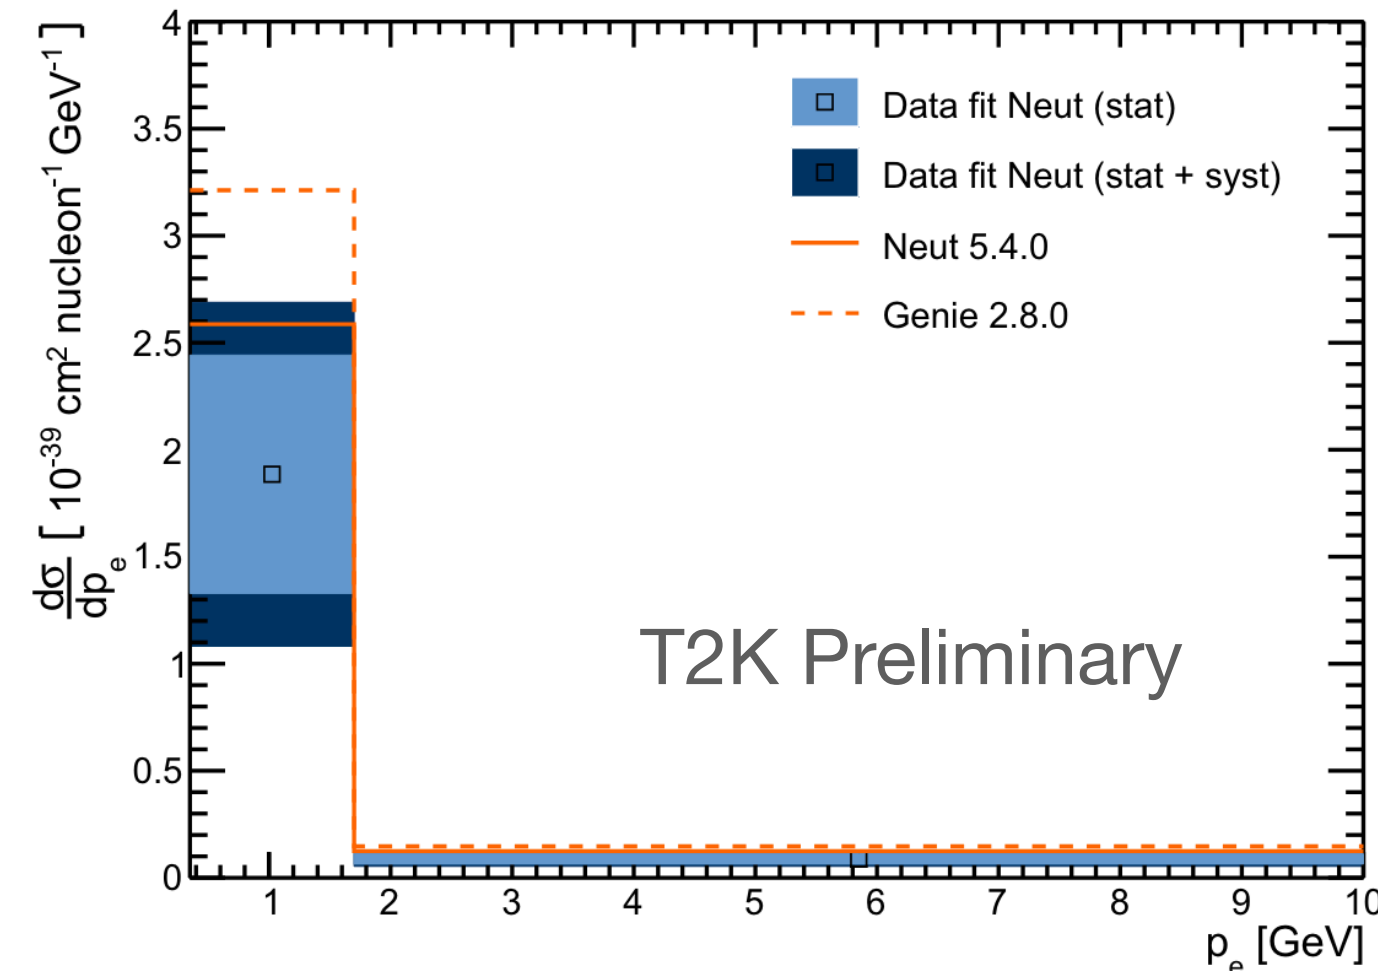 4
3.5
3
2.5
2
1.5
1
0.5
0
dσ
dp_e
[ 10⁻³⁹ cm² nucleon⁻¹ GeV⁻¹ ]
Data fit Neut (stat)
Data fit Neut (stat + syst)
Neut 5.4.0
Genie 2.8.0
T2K Preliminary
1 2 3 4 5 6 7 8 9 10
p_e [GeV]